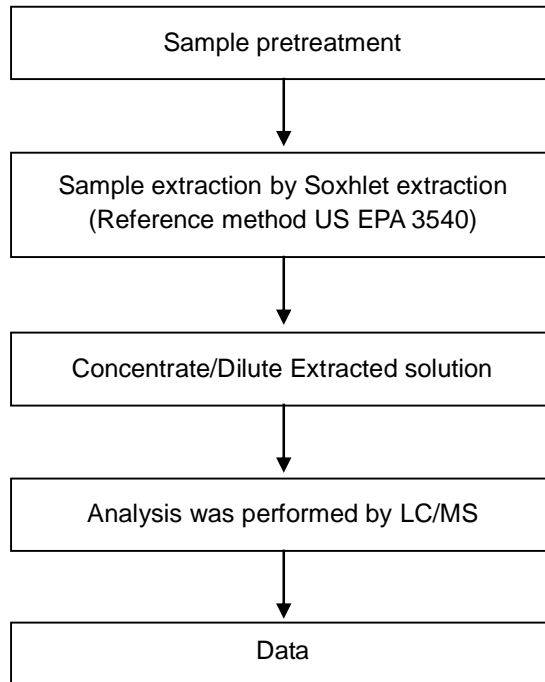 Sample pretreatment
Sample extraction by Soxhlet extraction
(Reference method US EPA 3540)
Concentrate/Dilute Extracted solution
Analysis was performed by LC/MS
Data